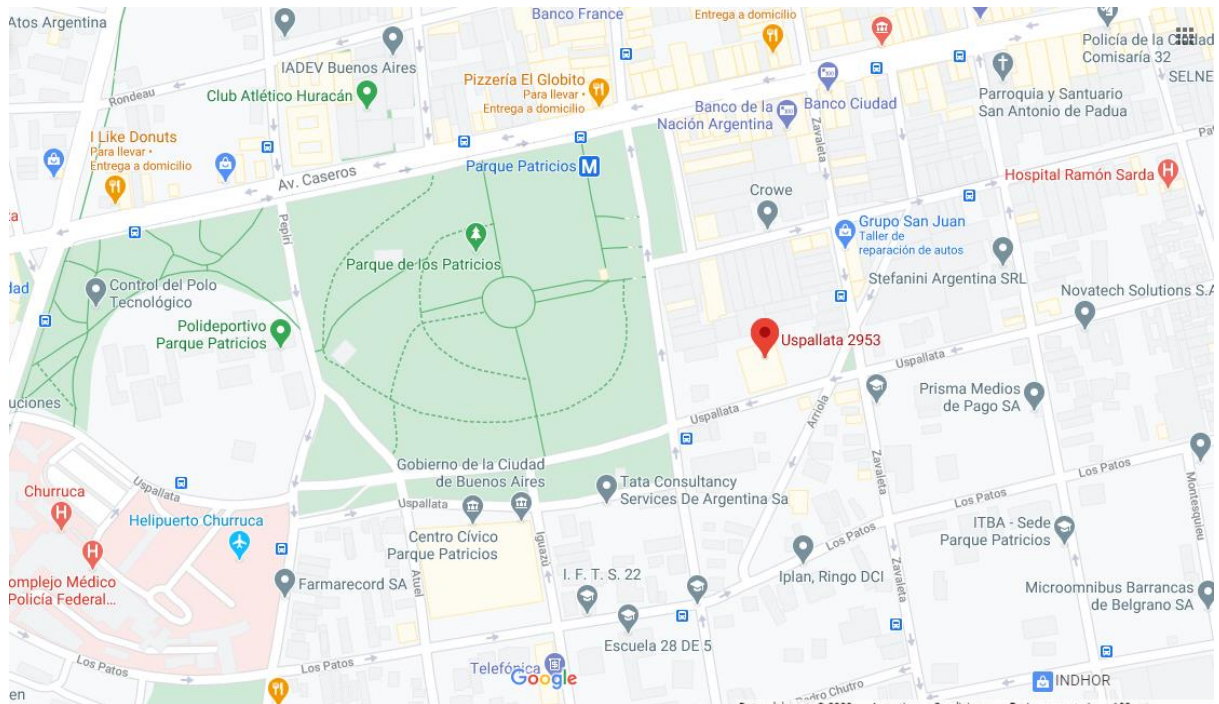 Atos Argentina
Banco France
Entrega a domicilio
Policía de la Ciudad
Comisaría 32
SELNE
IADEV Buenos Aires
Pizzería El Globito
Para llevar •
Entrega a domicilio
Rondeau
Club Atlético Huracán
Banco de la
Nación Argentina
Banco Ciudad
Parroquia y Santuario
San Antonio de Padua
Zavaleta
I Like Donuts
Para llevar •
Entrega a domicilio
Av. Caseros
Parque Patricios
M
Hospital Ramón Sarda
H
Crowe
Pepirí
Grupo San Juan
Taller de
reparación de autos
Parque de los Patricios
Stefanini Argentina SRL
Control del Polo
Tecnológico
Novatech Solutions S.A
Polideportivo
Parque Patricios
Uspallata 2953
Uspallata
Prisma Medios
de Pago SA
uciones
Uspallata
Arriola
Zavaleta
Gobierno de la Ciudad
de Buenos Aires
Los Patos
Montesquieu
Uspallata
Churruca
H
Uspallata
Tata Consultancy
Services De Argentina Sa
Los Patos
Helipuerto Churruca
Centro Cívico
Parque Patricios
Iguazú
Los Patos
ITBA - Sede
Parque Patricios
H
omplejo Médico
Policía Federal...
Farmarecord SA
Atuel
I. F. T. S. 22
Iplan, Ringo DCI
Zavaleta
Microomnibus Barrancas
de Belgrano SA
Escuela 28 DE 5
Los Patos
Los Patos
Telefónica
Google
INDHOR
en